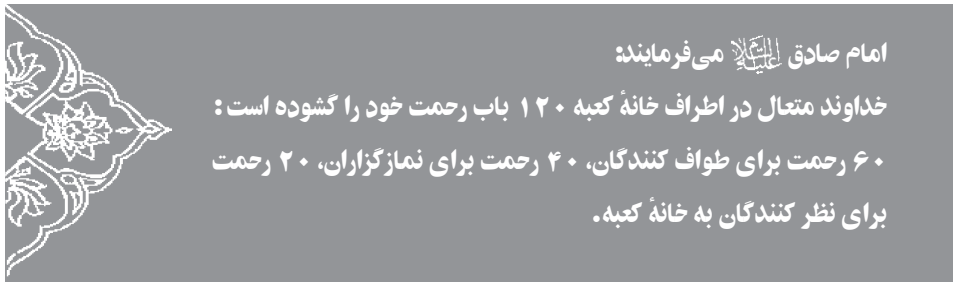 امام صادق علیه‌السلام می‌فرمایند:
خداوند متعال در اطراف خانهٔ کعبه ۱۲۰ باب رحمت خود را گشوده است :
۶۰ رحمت برای طواف کنندگان، ۴۰ رحمت برای نمازگزاران، ۲۰ رحمت
برای نظر کنندگان به خانهٔ کعبه.